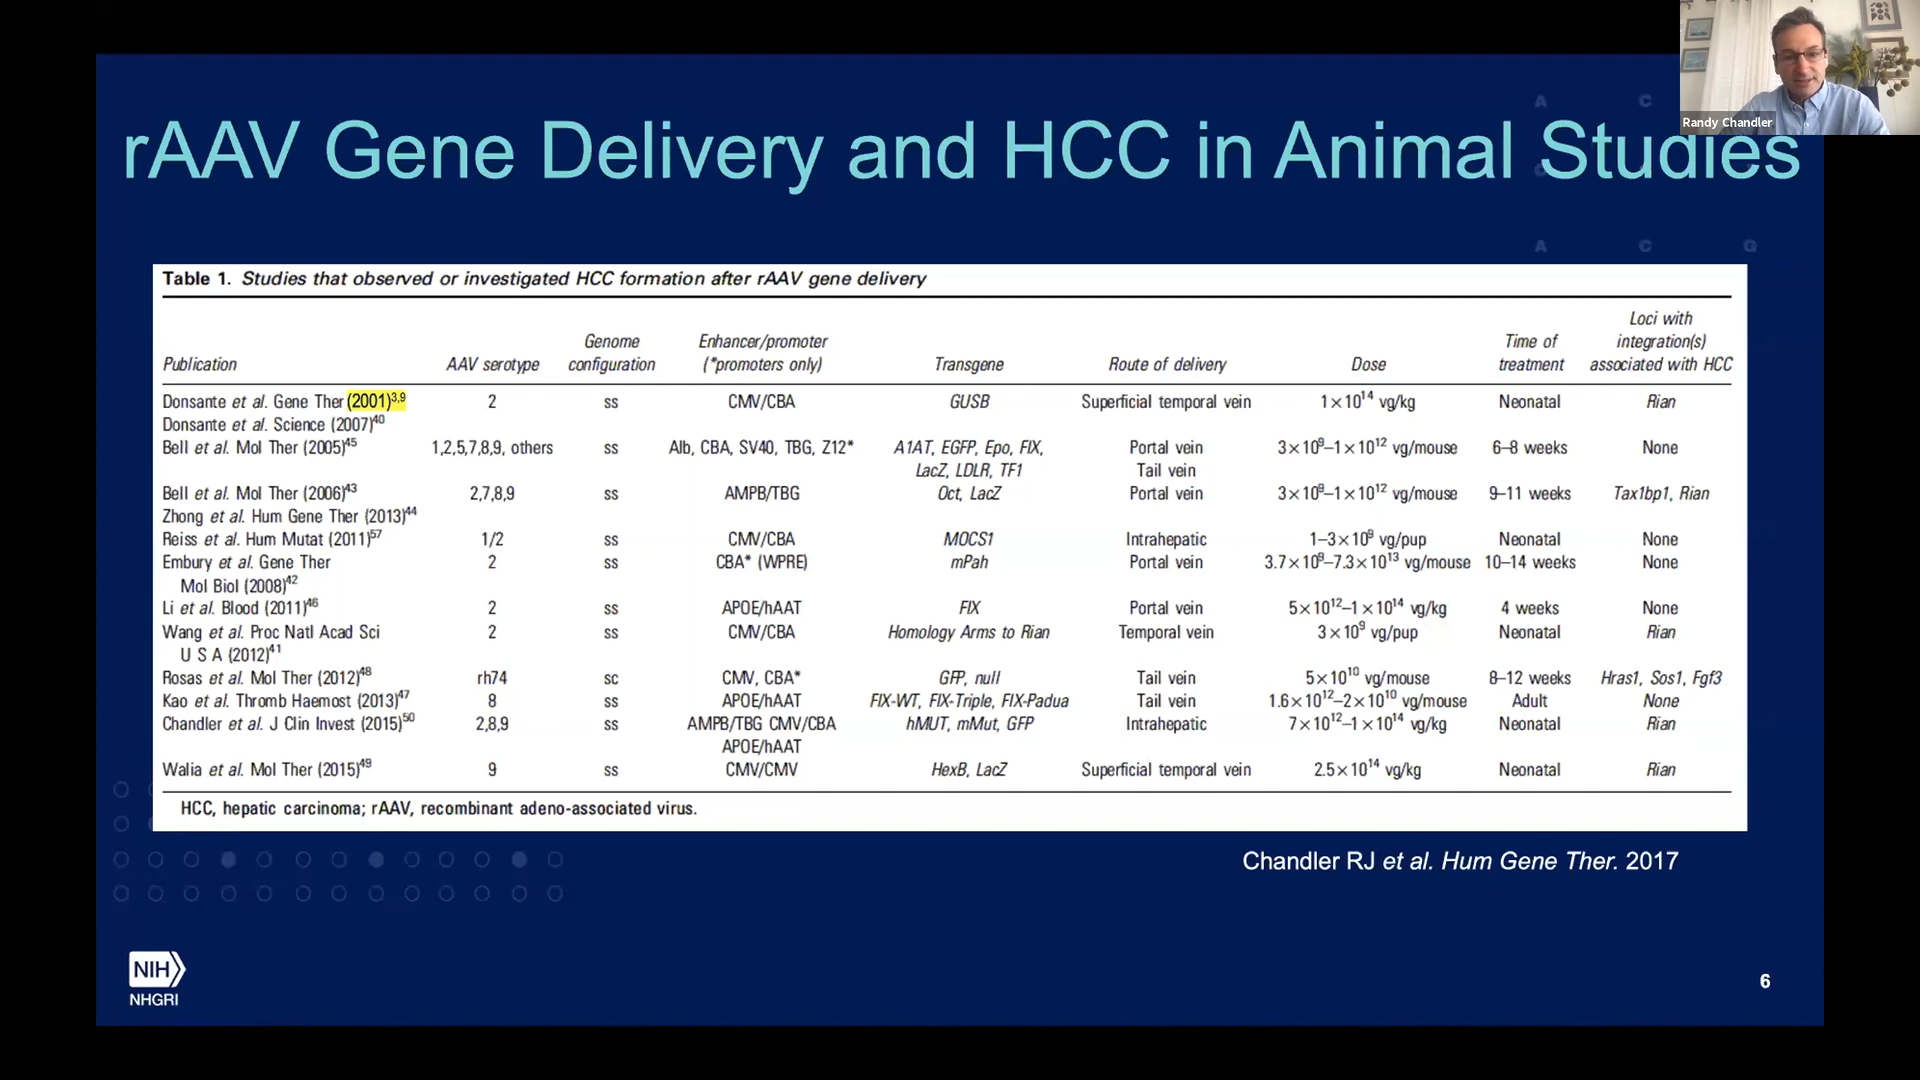 Randy Chandler
A C
rAAV Gene Delivery and HCC in Animal Studies
A C G
Table 1. Studies that observed or investigated HCC formation after rAAV gene delivery
Publication AAV serotype Genome configuration Enhancer/promoter (*promoters only) Transgene Route of delivery Dose Time of treatment Loci with integration(s) associated with HCC
Donsante et al. Gene Ther (2001)3,9 2 ss CMV/CBA GUSB Superficial temporal vein 1×10^14 vg/kg Neonatal Rian
Donsante et al. Science (2007)40
Bell et al. Mol Ther (2005)45 1,2,5,7,8,9, others ss Alb, CBA, SV40, TBG, Z12* A1AT, EGFP, Epo, FIX, Portal vein 3×10^9–1×10^12 vg/mouse 6–8 weeks None
LacZ, LDLR, TF1 Tail vein
Bell et al. Mol Ther (2006)43 2,7,8,9 ss AMPB/TBG Oct, LacZ Portal vein 3×10^9–1×10^12 vg/mouse 9–11 weeks Tax1bp1, Rian
Zhong et al. Hum Gene Ther (2013)44
Reiss et al. Hum Mutat (2011)57 1/2 ss CMV/CBA MOCS1 Intrahepatic 1–3×10^9 vg/pup Neonatal None
Embury et al. Gene Ther 2 ss CBA* (WPRE) mPah Portal vein 3.7×10^9–7.3×10^13 vg/mouse 10–14 weeks None
Mol Biol (2008)42
Li et al. Blood (2011)46 2 ss APOE/hAAT FIX Portal vein 5×10^12–1×10^14 vg/kg 4 weeks None
Wang et al. Proc Natl Acad Sci 2 ss CMV/CBA Homology Arms to Rian Temporal vein 3×10^9 vg/pup Neonatal Rian
U S A (2012)41
Rosas et al. Mol Ther (2012)48 rh74 sc CMV, CBA* GFP, null Tail vein 5×10^10 vg/mouse 8–12 weeks Hras1, Sos1, Fgf3
Kao et al. Thromb Haemost (2013)47 8 ss APOE/hAAT FIX-WT, FIX-Triple, FIX-Padua Tail vein 1.6×10^12–2×10^10 vg/mouse Adult None
Chandler et al. J Clin Invest (2015)50 2,8,9 ss AMPB/TBG CMV/CBA hMUT, mMut, GFP Intrahepatic 7×10^12–1×10^14 vg/kg Neonatal Rian
APOE/hAAT
Walia et al. Mol Ther (2015)49 9 ss CMV/CMV HexB, LacZ Superficial temporal vein 2.5×10^14 vg/kg Neonatal Rian
HCC, hepatic carcinoma; rAAV, recombinant adeno-associated virus.
Chandler RJ et al. Hum Gene Ther. 2017
NIH
NHGRI
6